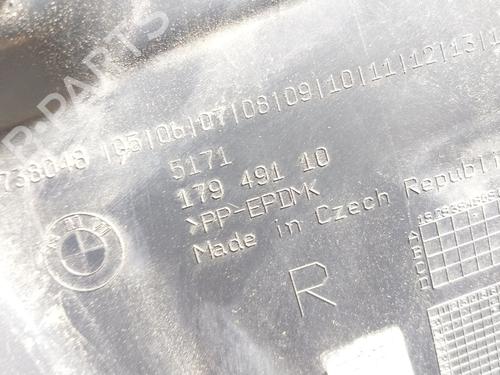 738048 |05|06|07|08|09|10|11|12|13|1
5171
179 491 10
>PP-EPDM<
Made in Czech Republi
R
BMW
A
B
C
D